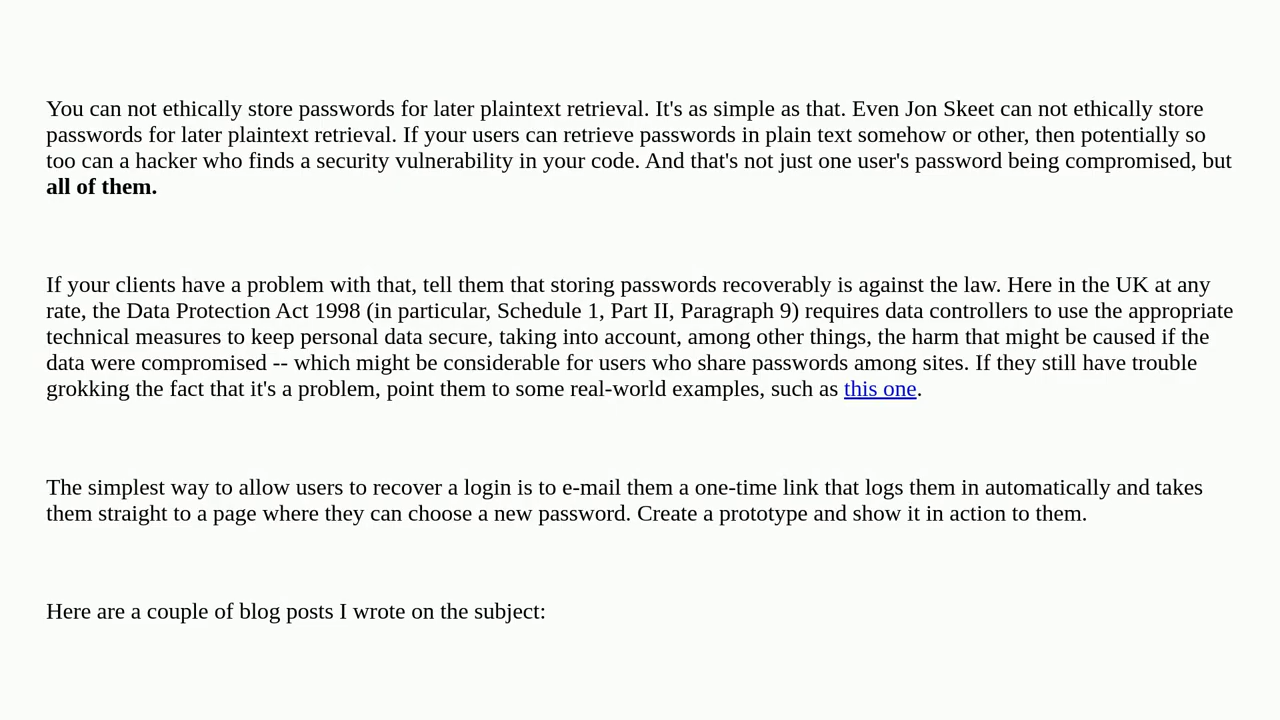 You can not ethically store passwords for later plaintext retrieval. It's as simple as that. Even Jon Skeet can not ethically store
passwords for later plaintext retrieval. If your users can retrieve passwords in plain text somehow or other, then potentially so
too can a hacker who finds a security vulnerability in your code. And that's not just one user's password being compromised, but
all of them.
If your clients have a problem with that, tell them that storing passwords recoverably is against the law. Here in the UK at any
rate, the Data Protection Act 1998 (in particular, Schedule 1, Part II, Paragraph 9) requires data controllers to use the appropriate
technical measures to keep personal data secure, taking into account, among other things, the harm that might be caused if the
data were compromised -- which might be considerable for users who share passwords among sites. If they still have trouble
grokking the fact that it's a problem, point them to some real-world examples, such as this one.
The simplest way to allow users to recover a login is to e-mail them a one-time link that logs them in automatically and takes
them straight to a page where they can choose a new password. Create a prototype and show it in action to them.
Here are a couple of blog posts I wrote on the subject: